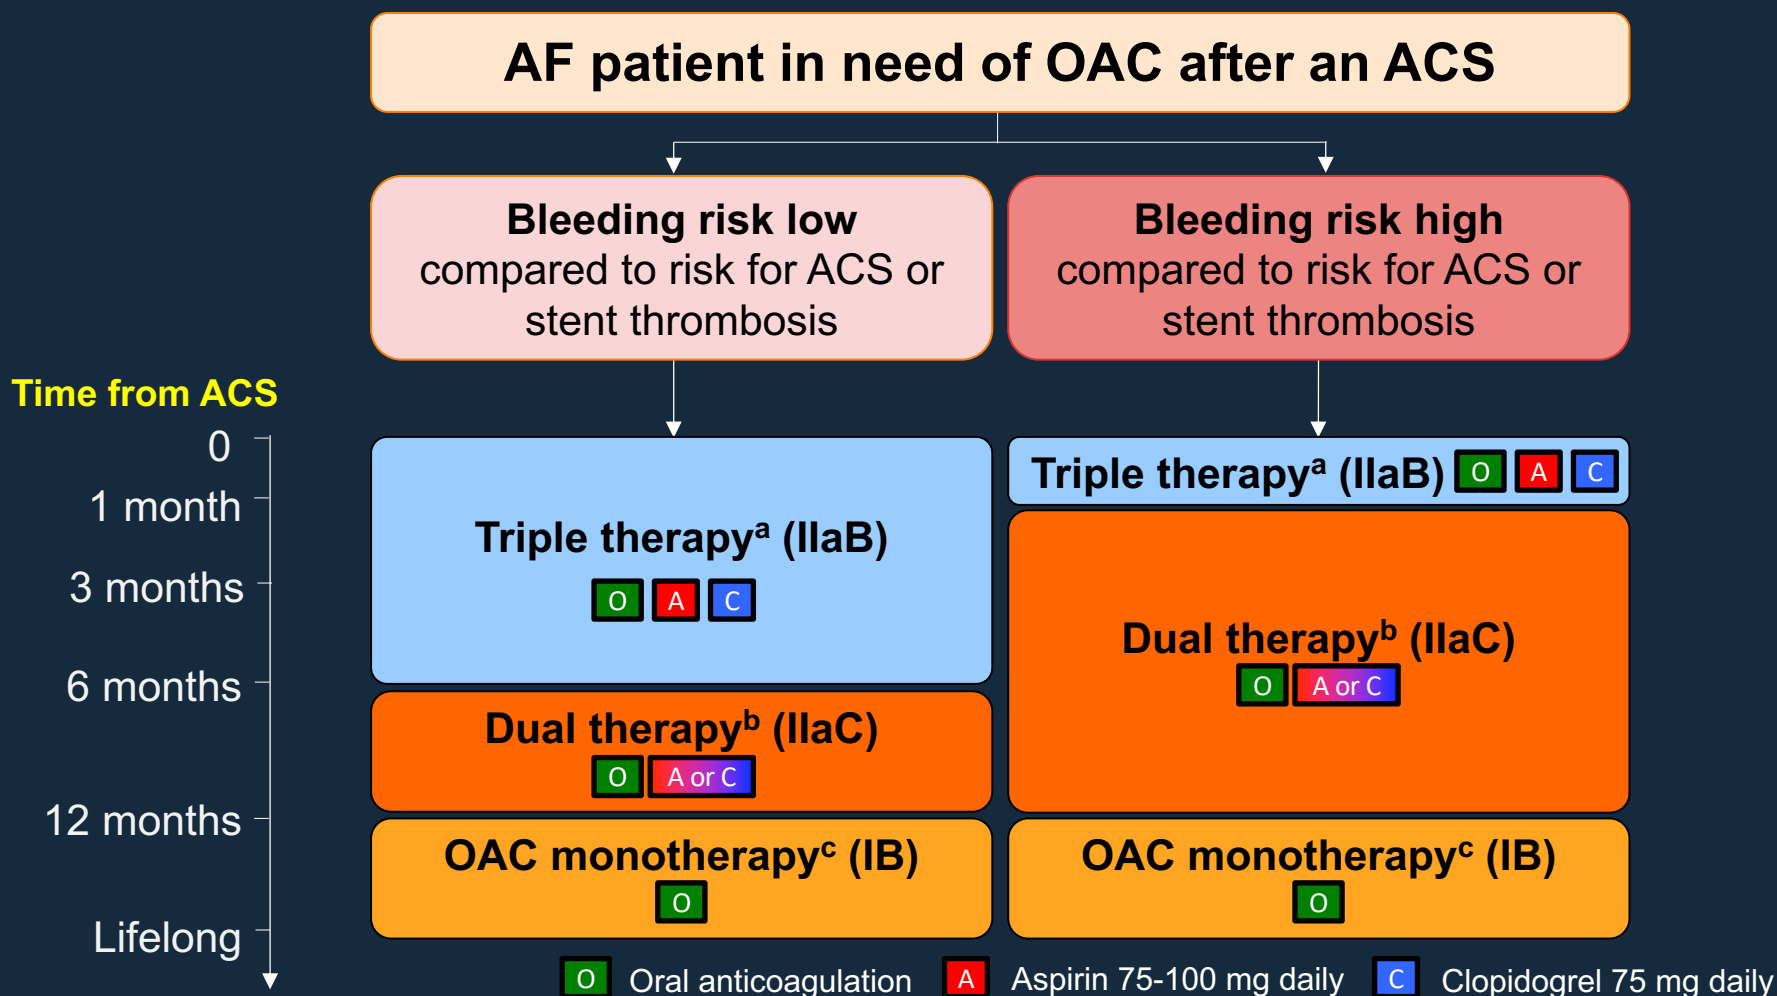 AF patient in need of OAC after an ACS
Bleeding risk low
compared to risk for ACS or
stent thrombosis
Bleeding risk high
compared to risk for ACS or
stent thrombosis
Time from ACS
0
1 month
3 months
6 months
12 months
Lifelong
Triple therapyᵃ (IIaB)
O A C
Dual therapyᵇ (IIaC)
O A or C
OAC monotherapyᶜ (IB)
O
Triple therapyᵃ (IIaB) O A C
Dual therapyᵇ (IIaC)
O A or C
OAC monotherapyᶜ (IB)
O
O Oral anticoagulation A Aspirin 75-100 mg daily C Clopidogrel 75 mg daily